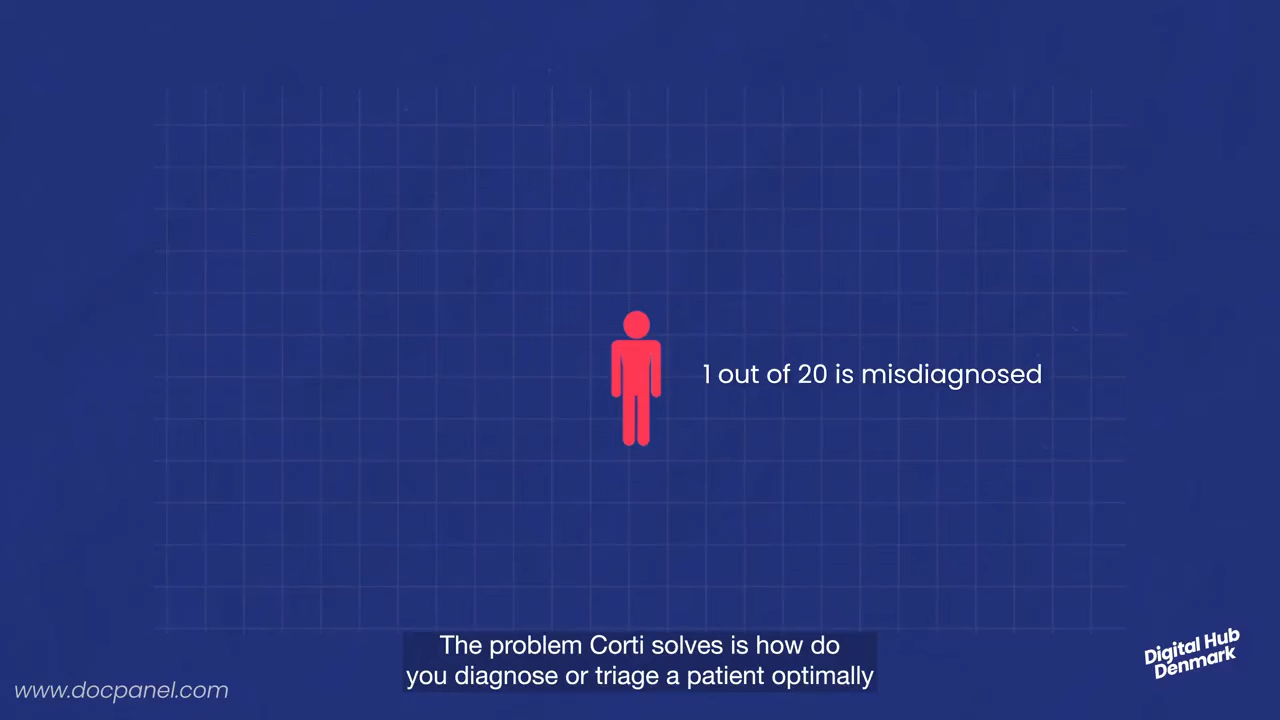 1 out of 20 is misdiagnosed
The problem Corti solves is how do
you diagnose or triage a patient optimally
www.docpanel.com
Digital Hub
Denmark